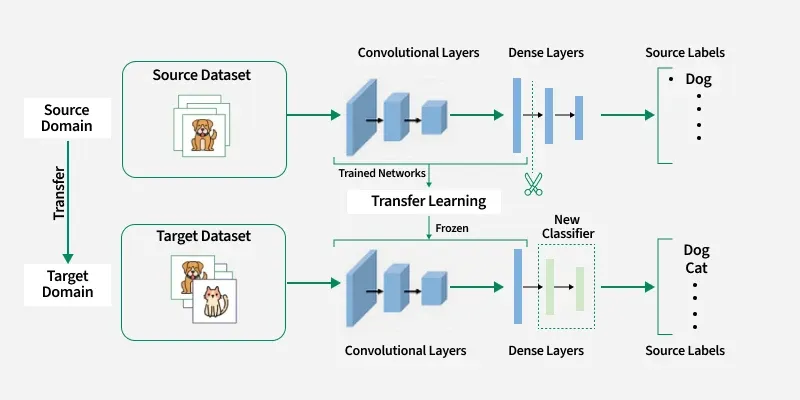 Convolutional Layers
Dense Layers
Source Labels
Source Dataset
Dog
Source
Domain
Trained Networks
Transfer
Transfer Learning
Frozen
New
Classifier
Target Dataset
Dog
Cat
Target
Domain
Convolutional Layers
Dense Layers
Source Labels